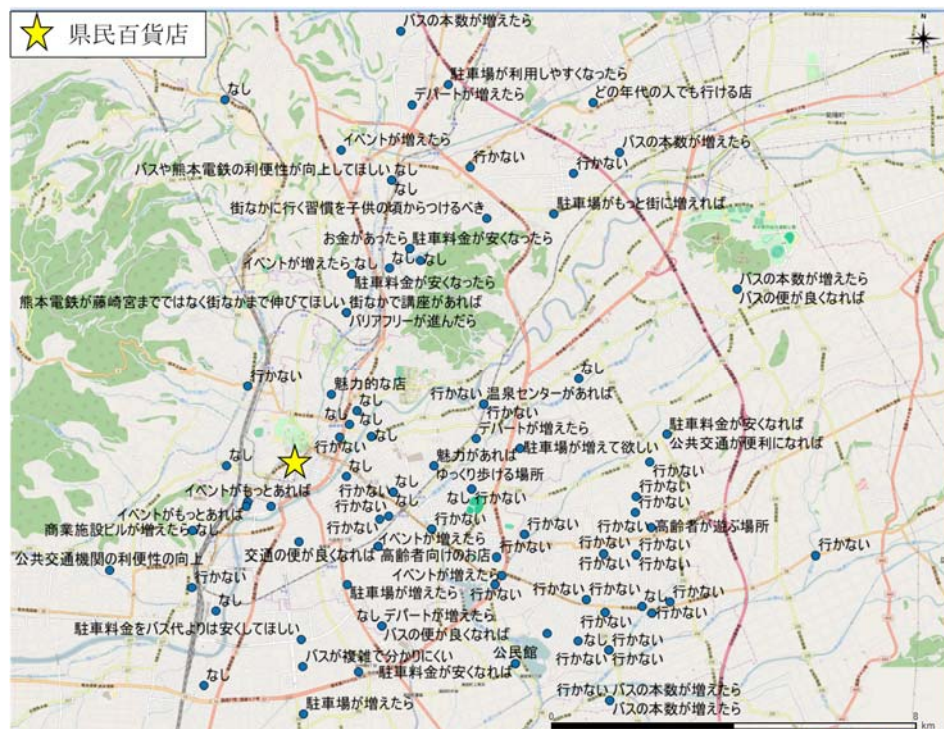 県民百貨店
バスの本数が増えたら
N
駐車場が利用しやすくなったら
なし
デパートが増えたら
どの年代の人でも行ける店
イベントが増えたら
バスの本数が増えたら
行かない
行かない
バスや熊本電鉄の利便性が向上してほしい
なし
なし
街なかに行く習慣を子供の頃からつけるべき
駐車場がもっと街に増えれば
お金があったら
駐車料金が安くなったら
イベントが増えたら
なし
なし
なし
駐車料金が安くなったら
バスの本数が増えたら
熊本電鉄が藤崎宮までではなく街なかまで伸びてほしい
街なかで講座があれば
バスの便が良くなれば
バリアフリーが進んだら
行かない
なし
魅力的な店
行かない
温泉センターがあれば
なし
なし
行かない
なし
デパートが増えたら
駐車料金が安くなれば
行かない
なし
駐車場が増えて欲しい
公共交通が便利になれば
なし
なし
魅力があれば
行かない
ゆっくり歩ける場所
行かない
イベントがもっとあれば
行かない
なし
なし
行かない
行かない
イベントがもっとあれば
行かない
行かない
商業施設ビルが増えたら
なし
行かない
行かない
行かない
高齢者が遊ぶ場所
イベントが増えたら
行かない
交通の便が良くなれば
高齢者向けのお店
行かない
行かない
行かない
公共交通機関の利便性の向上
行かない
イベントが増えたら
行かない
駐車場が増えたら
行かない
行かない
行かない
なし
行かない
なし
なし
デパートが増えたら
行かない
行かない
駐車料金をバス代よりは安くしてほしい
バスの便が良くなれば
なし
行かない
バスが複雑で分かりにくい
公民館
行かない
行かない
なし
駐車料金が安くなれば
行かない
バスの本数が増えたら
駐車場が増えたら
バスの本数が増えたら
0
8
km